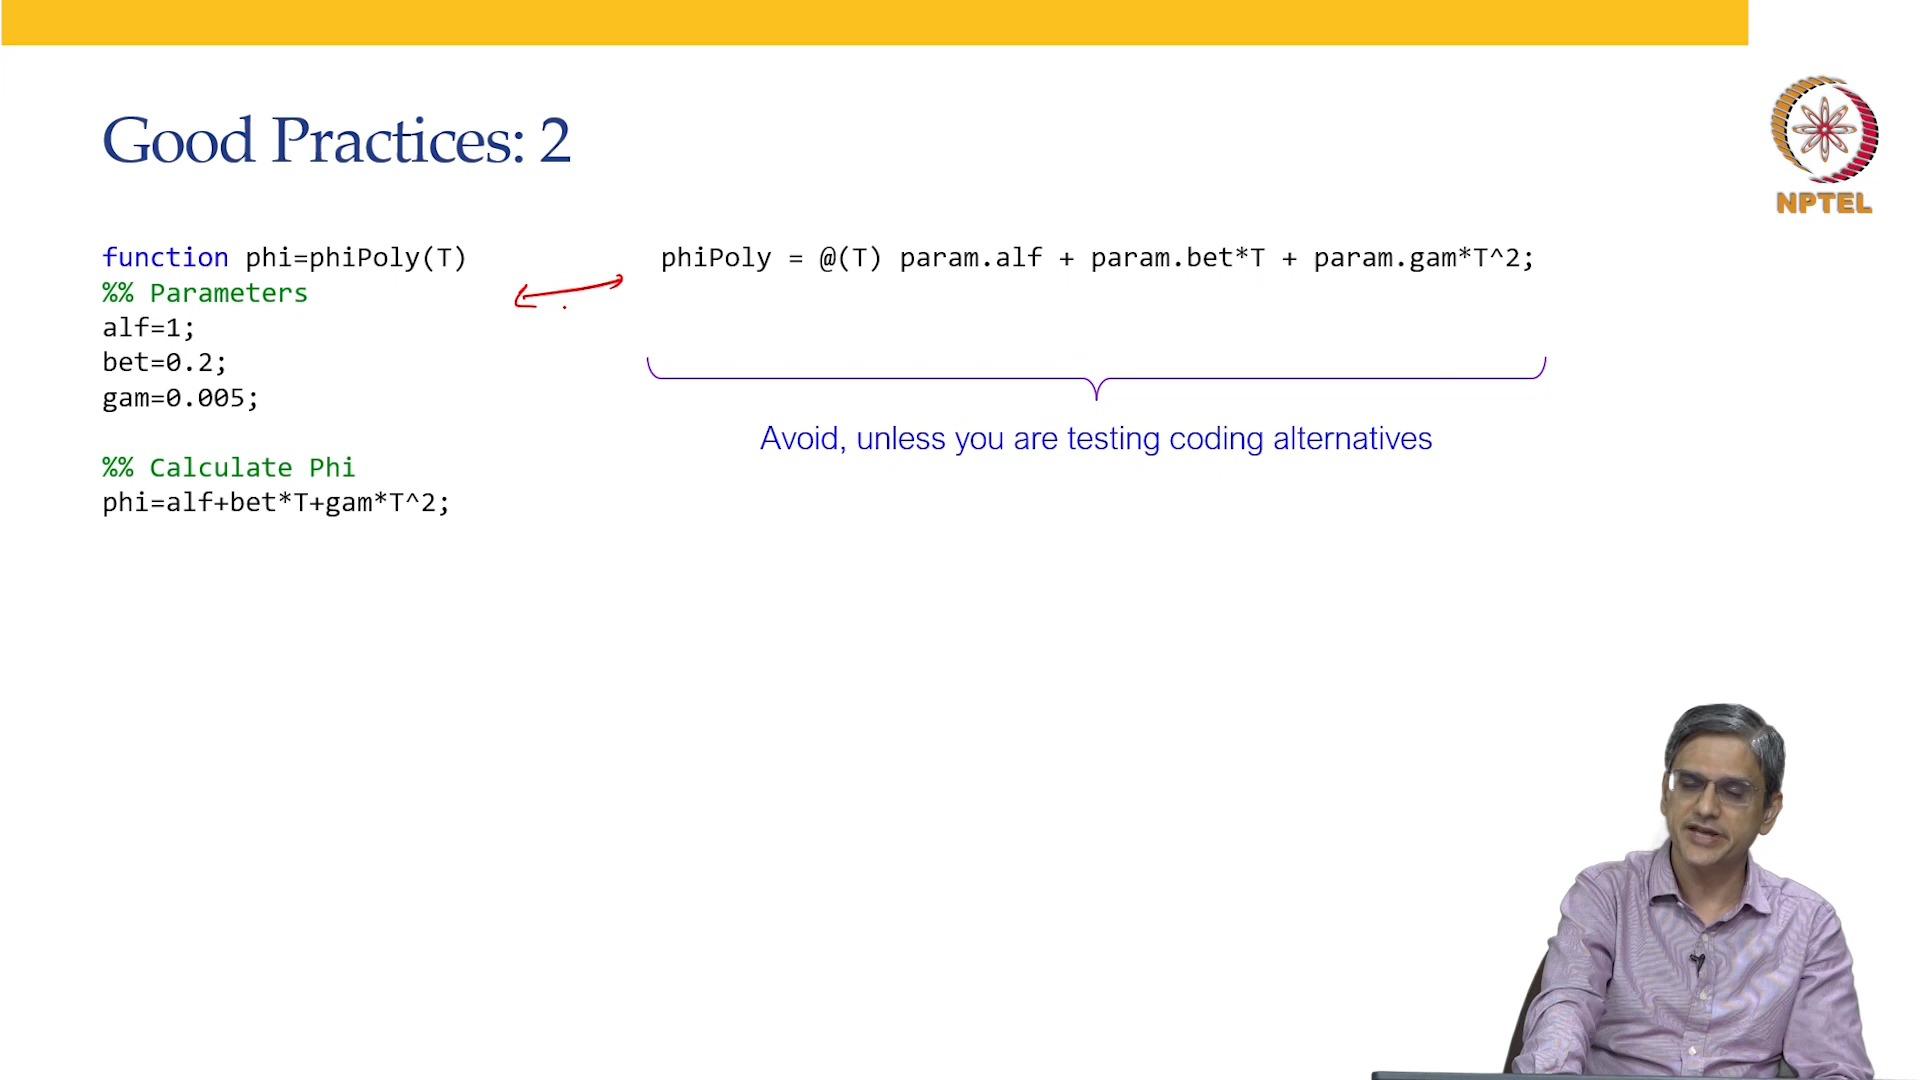 Good Practices: 2
NPTEL
function phi=phiPoly(T)
%% Parameters
alf=1;
bet=0.2;
gam=0.005;
%% Calculate Phi
phi=alf+bet*T+gam*T^2;
phiPoly = @(T) param.alf + param.bet*T + param.gam*T^2;
Avoid, unless you are testing coding alternatives